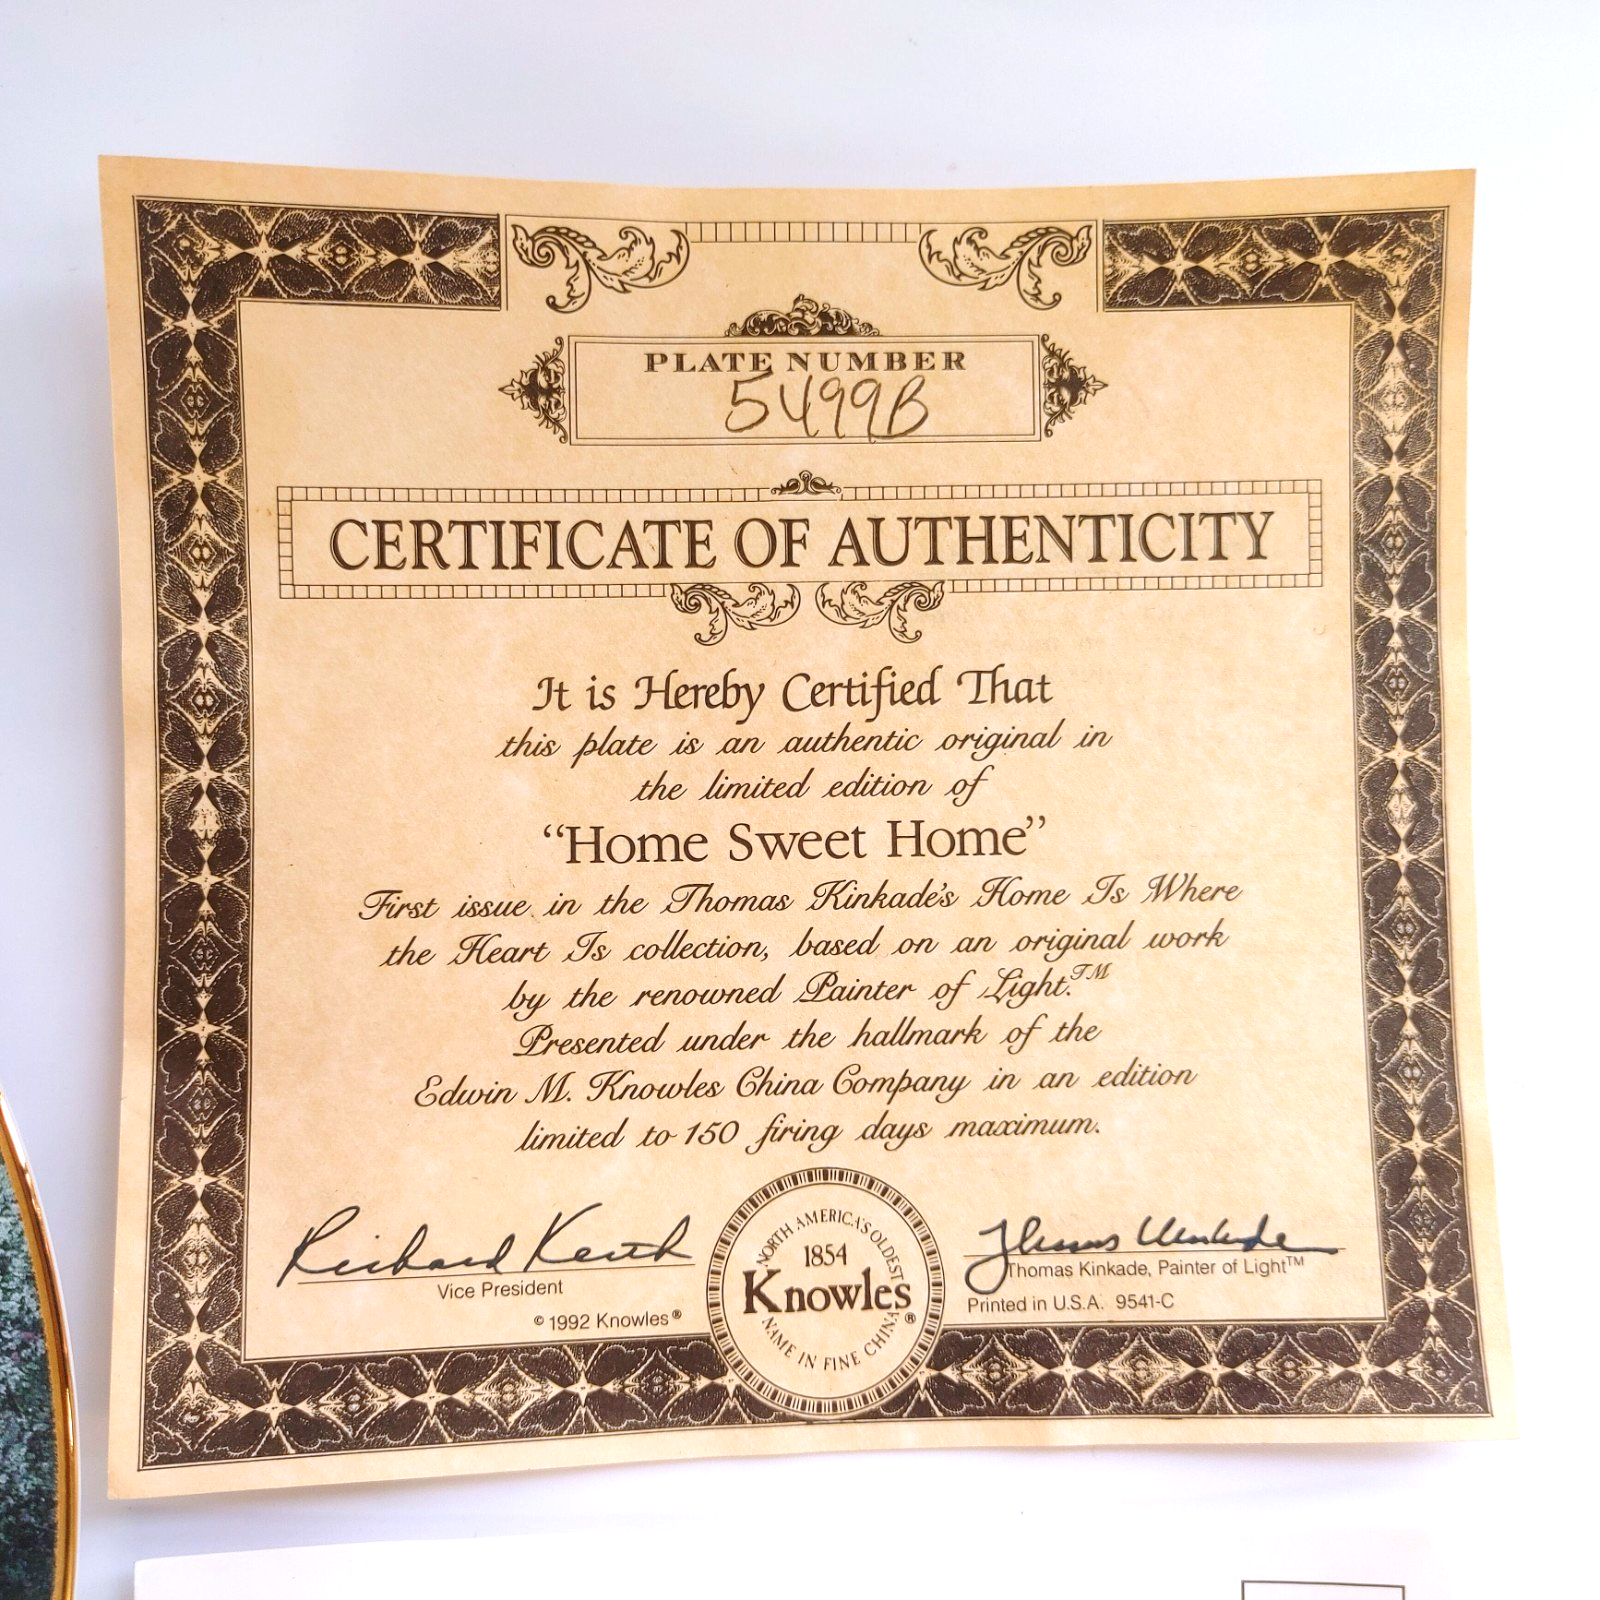 PLATE NUMBER
5499B
CERTIFICATE OF AUTHENTICITY
It is Hereby Certified That
this plate is an authentic original in
the limited edition of
“Home Sweet Home”
First issue in the Thomas Kinkade's Home Is Where
the Heart Is collection, based on an original work
by the renowned Painter of Light.™
Presented under the hallmark of the
Edwin M. Knowles China Company in an edition
limited to 150 firing days maximum.
Richard Keith
Vice President
© 1992 Knowles®
NORTH AMERICA'S OLDEST
1854
Knowles®
NAME IN FINE CHINA
Thomas Kinkade
Thomas Kinkade, Painter of Light™
Printed in U.S.A. 9541-C